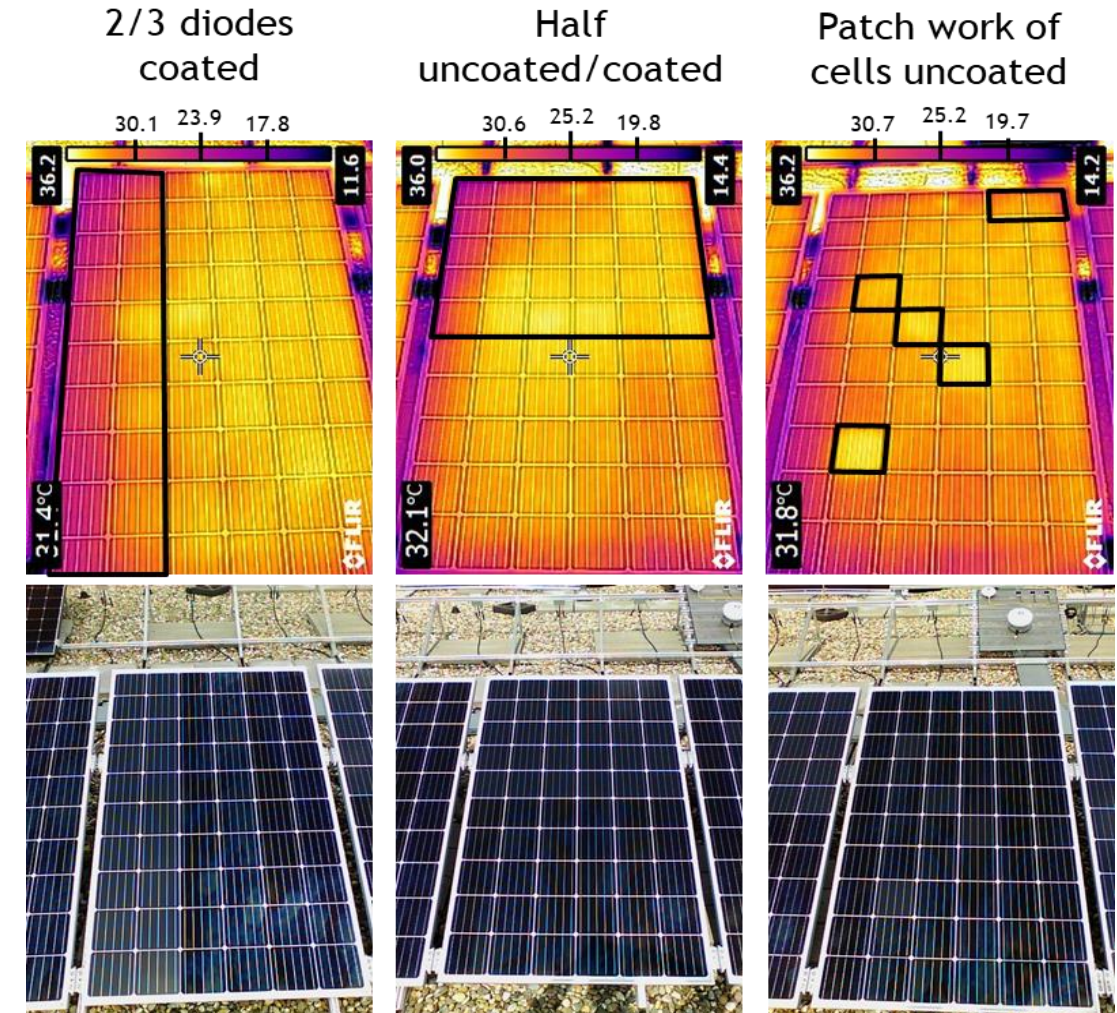 2/3 diodes
coated
Half
uncoated/coated
Patch work of
cells uncoated
30.1 23.9 17.8
30.6 25.2 19.8
30.7 25.2 19.7
36.2
11.6
36.0
14.4
36.2
14.2
31.4°C
FLIR
32.1°C
FLIR
31.8°C
FLIR